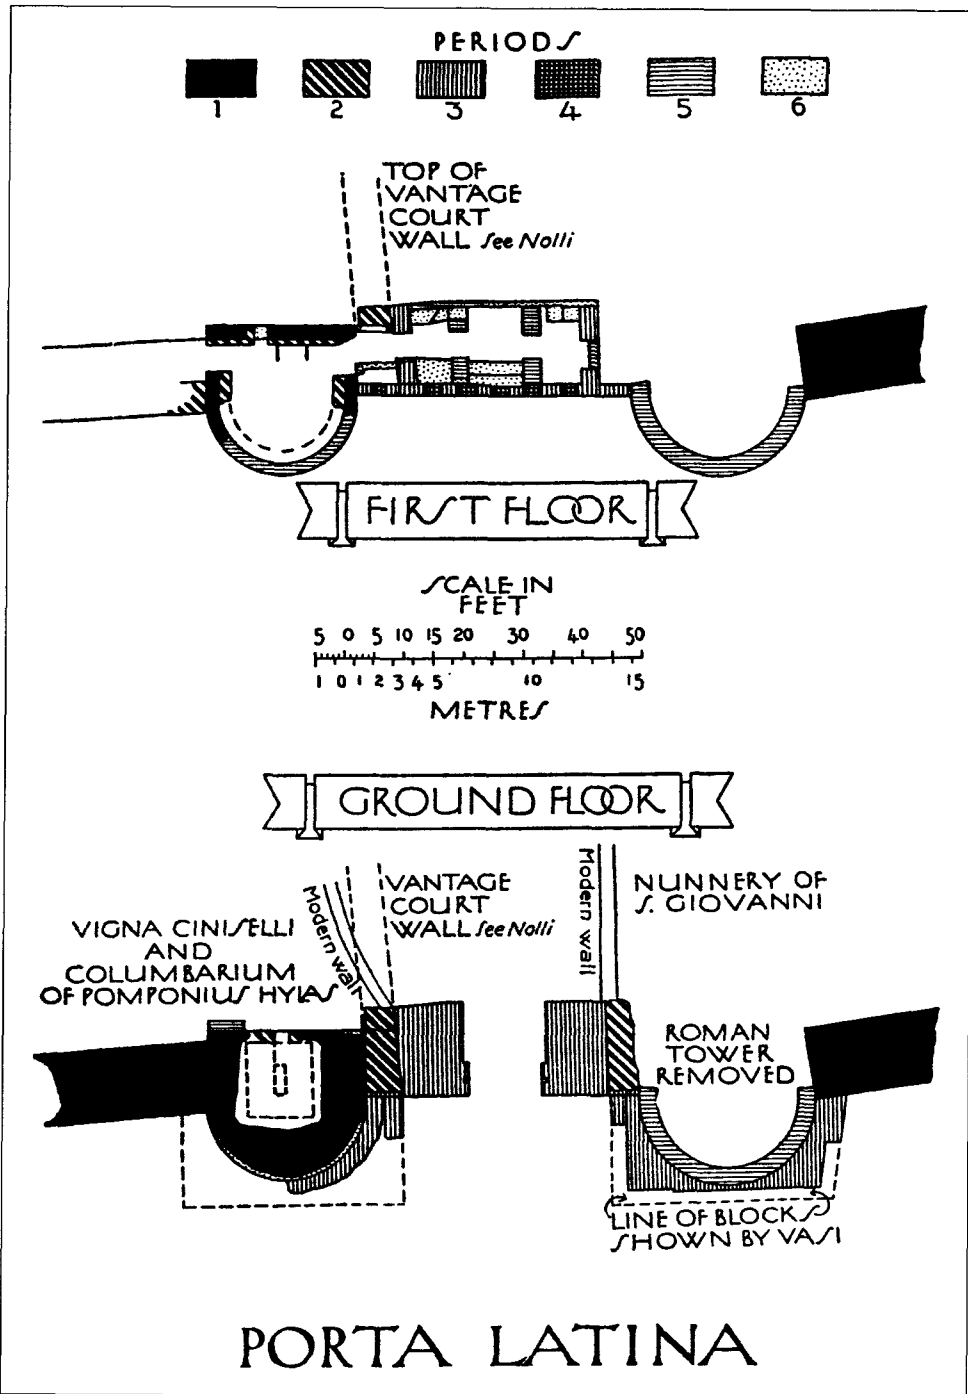 PERIODS
1 2 3 4 5 6
TOP OF
VANTAGE
COURT
WALL See Nolli
FIRST FLOOR
SCALE IN
FEET
5 0 5 10 15 20 30 40 50
1 0 1 2 3 4 5 10 15
METRES
GROUND FLOOR
VIGNA CINISELLI
AND
COLUMBARIUM
OF POMPONIUS HYLAS
Modern wall
VANTAGE
COURT
WALL See Nolli
Modern wall
NUNNERY OF
S. GIOVANNI
ROMAN
TOWER
REMOVED
LINE OF BLOCKS
SHOWN BY VASI
PORTA LATINA